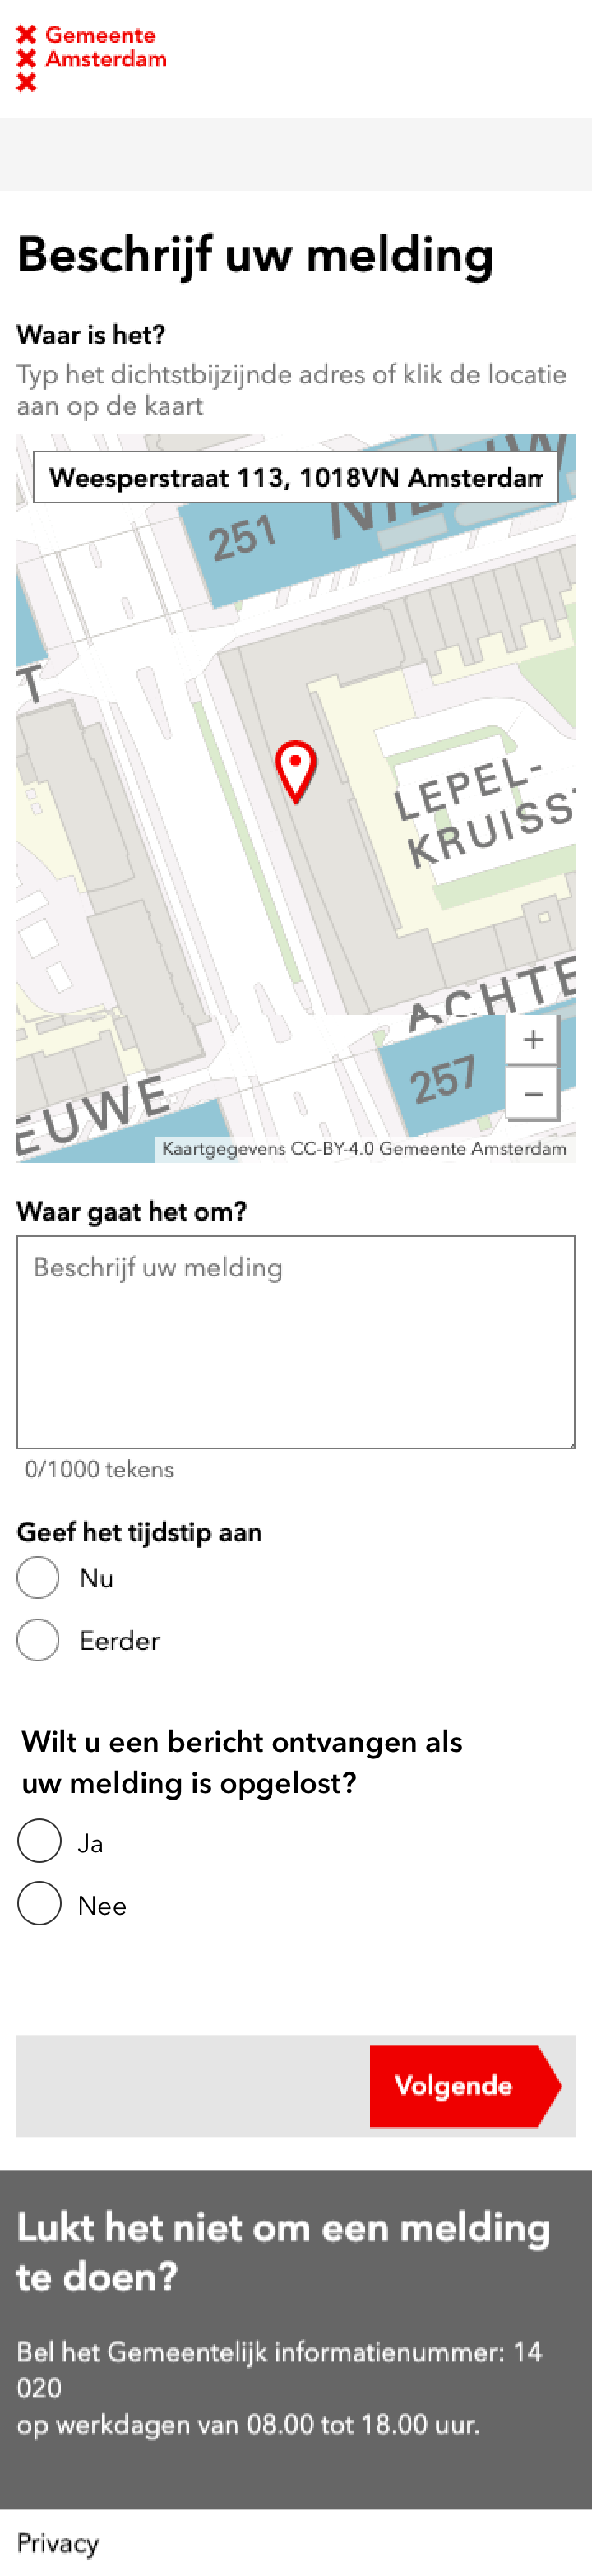 Gemeente
Amsterdam
Beschrijf uw melding
Waar is het?
Typ het dichtstbijzijnde adres of klik de locatie
aan op de kaart
Weesperstraat 113, 1018VN Amsterdam
251
T
LEPEL-
KRUISS
ACHTE
257
EUWE
+
−
Kaartgegevens CC-BY-4.0 Gemeente Amsterdam
Waar gaat het om?
Beschrijf uw melding
0/1000 tekens
Geef het tijdstip aan
Nu
Eerder
Wilt u een bericht ontvangen als
uw melding is opgelost?
Ja
Nee
Volgende
Lukt het niet om een melding
te doen?
Bel het Gemeentelijk informatienummer: 14
020
op werkdagen van 08.00 tot 18.00 uur.
Privacy